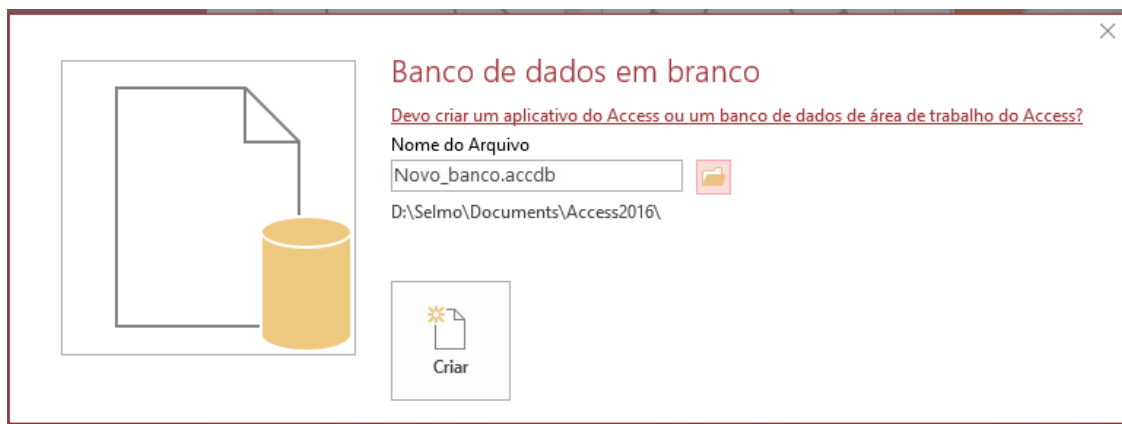 Banco de dados em branco
Devo criar um aplicativo do Access ou um banco de dados de área de trabalho do Access?
Nome do Arquivo
Novo_banco.accdb
D:\Selmo\Documents\Access2016\
Criar